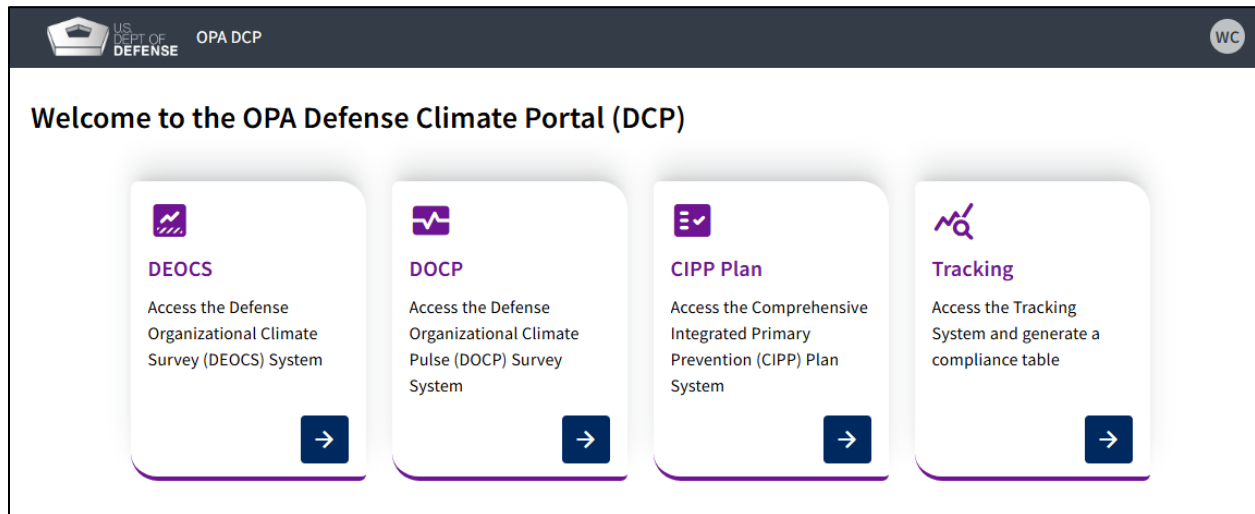 U.S.
DEPT OF
DEFENSE
OPA DCP
WC
Welcome to the OPA Defense Climate Portal (DCP)
DEOCS
Access the Defense
Organizational Climate
Survey (DEOCS) System
DOCP
Access the Defense
Organizational Climate
Pulse (DOCP) Survey
System
CIPP Plan
Access the Comprehensive
Integrated Primary
Prevention (CIPP) Plan
System
Tracking
Access the Tracking
System and generate a
compliance table